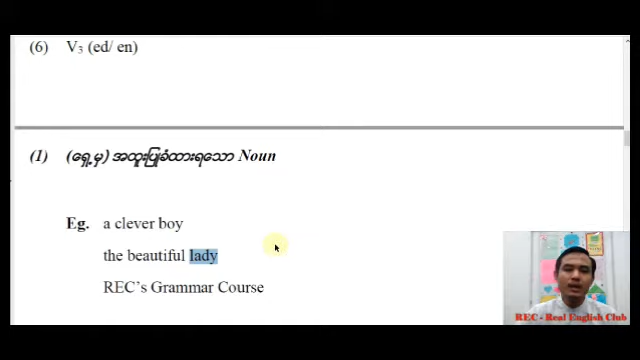 (6) V₃ (ed/ en)
(1) (ရှေ့မှ) အထူးပြုခံထားရသော Noun
Eg. a clever boy
the beautiful lady
REC's Grammar Course
REC - Real English Club